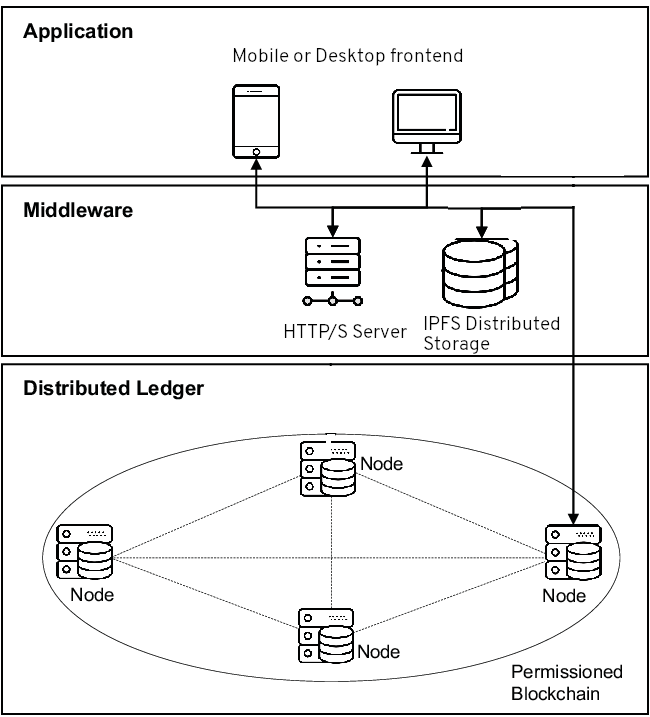 Application
Mobile or Desktop frontend
Middleware
HTTP/S Server
IPFS Distributed
Storage
Distributed Ledger
Node
Node
Node
Node
Permissioned
Blockchain